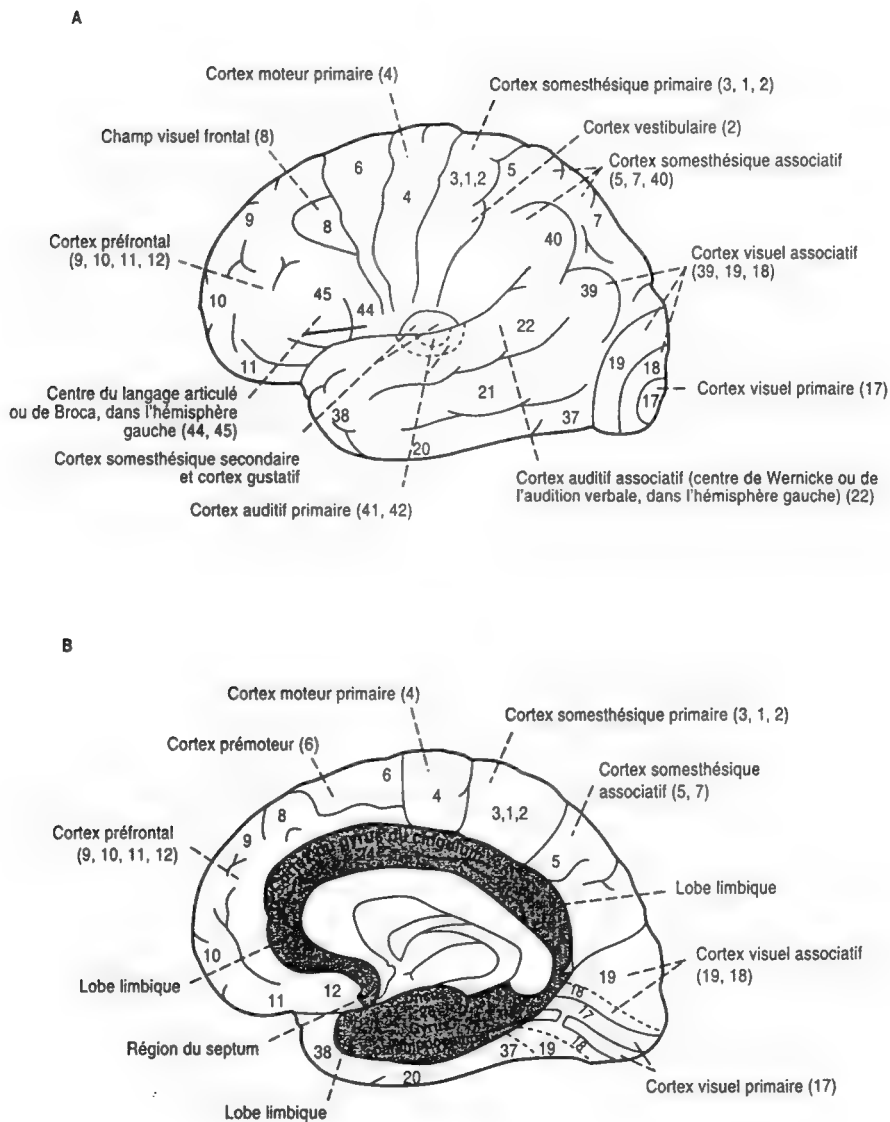 A
Cortex moteur primaire (4)
Cortex somesthésique primaire (3, 1, 2)
Champ visuel frontal (8)
Cortex vestibulaire (2)
Cortex somesthésique associatif
(5, 7, 40)
6
4
3,1,2
5
9
8
7
Cortex préfrontal
(9, 10, 11, 12)
40
Cortex visuel associatif
(39, 19, 18)
10
45
44
39
22
11
19
18
Centre du langage articulé
ou de Broca, dans l'hémisphère
gauche (44, 45)
21
17
Cortex visuel primaire (17)
38
37
20
Cortex somesthésique secondaire
et cortex gustatif
Cortex auditif associatif (centre de Wernicke ou de
l'audition verbale, dans l'hémisphère gauche) (22)
Cortex auditif primaire (41, 42)
B
Cortex moteur primaire (4)
Cortex somesthésique primaire (3, 1, 2)
Cortex prémoteur (6)
6
4
3,1,2
Cortex somesthésique
associatif (5, 7)
8
Cortex préfrontal
(9, 10, 11, 12)
9
gyrus du cingulum
24
5
Lobe limbique
10
Cortex visuel associatif
(19, 18)
19
18
Lobe limbique
11
12
17
Région du septum
gyrus
18
38
37
19
20
Cortex visuel primaire (17)
Lobe limbique